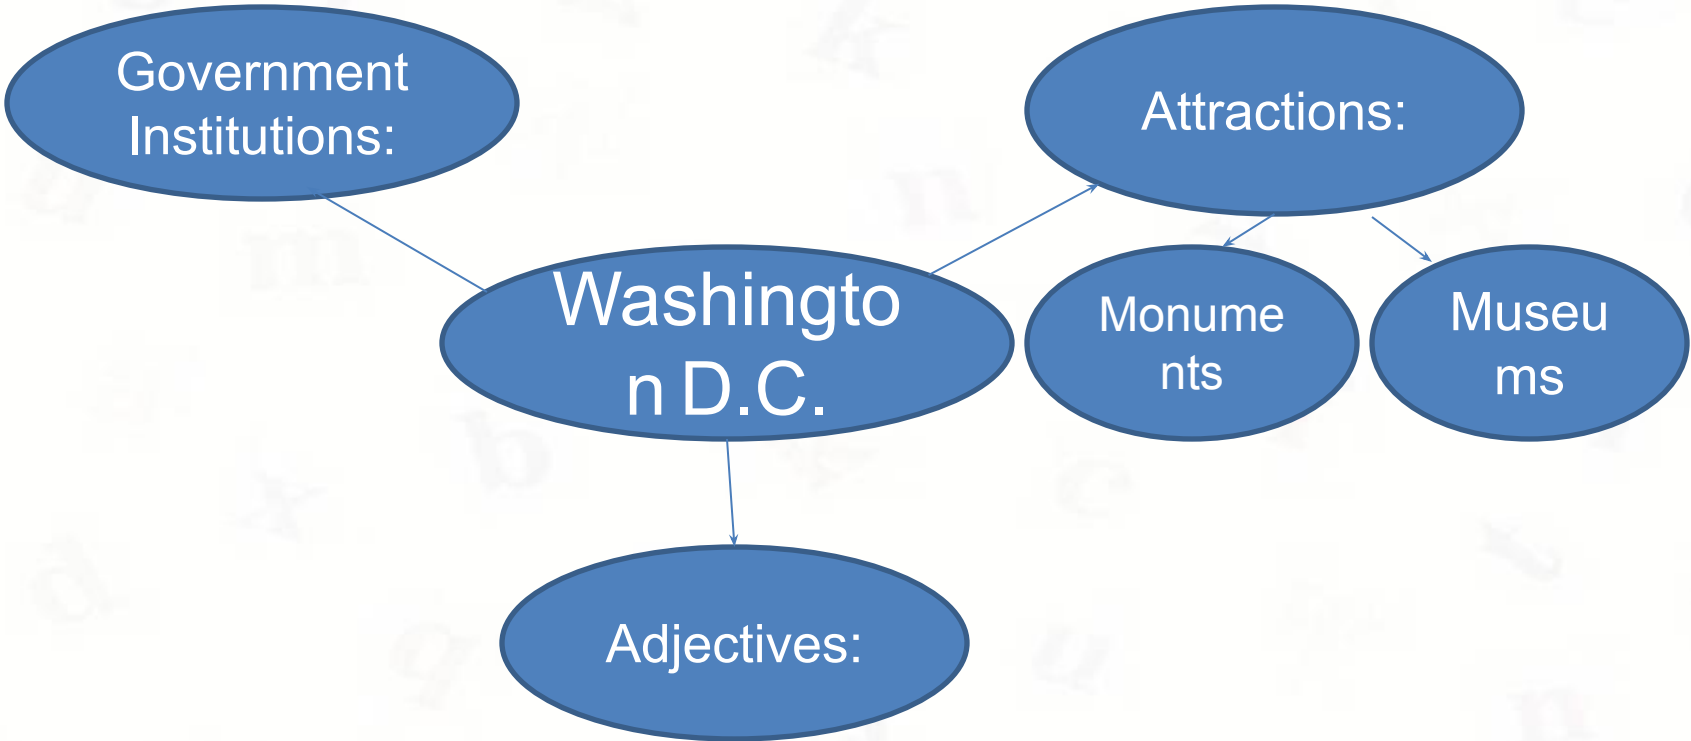 Government
Institutions:
Attractions:
Washingto
n D.C.
Monume
nts
Museu
ms
Adjectives: